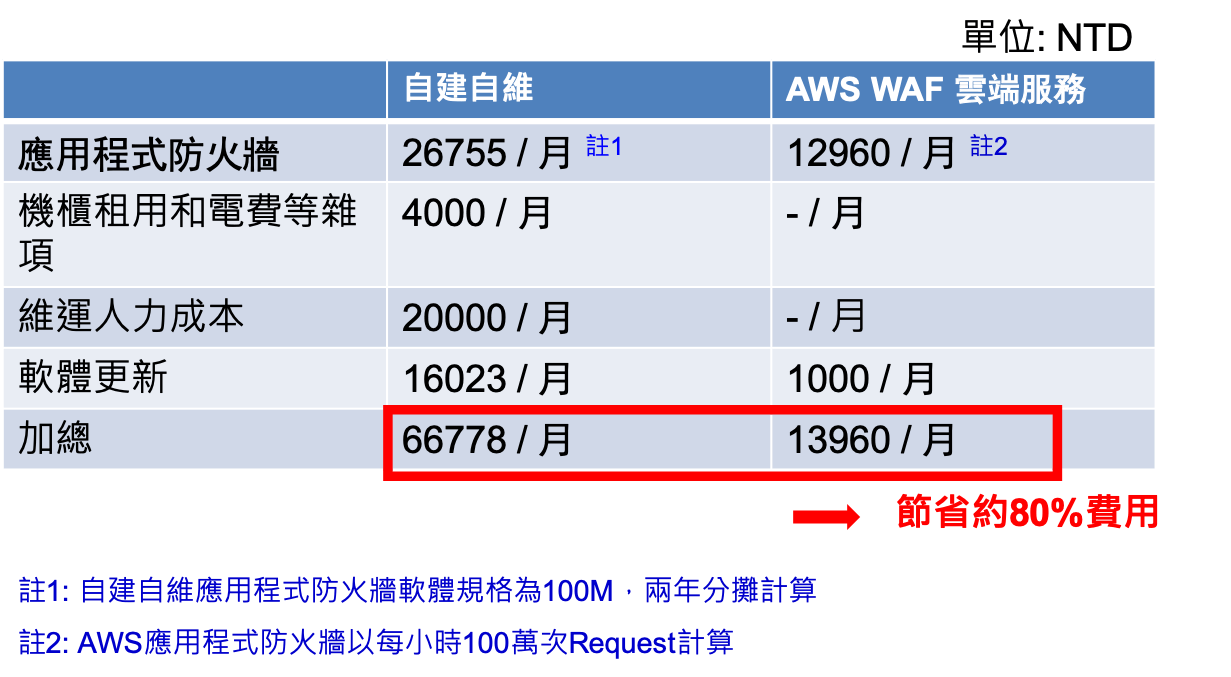 單位: NTD
自建自維 AWS WAF 雲端服務
應用程式防火牆 26755 / 月 註1 12960 / 月 註2
機櫃租用和電費等雜 4000 / 月 - / 月
項
維運人力成本 20000 / 月 - / 月
軟體更新 16023 / 月 1000 / 月
加總 66778 / 月 13960 / 月
節省約80%費用
註1: 自建自維應用程式防火牆軟體規格為100M，兩年分攤計算
註2: AWS應用程式防火牆以每小時100萬次Request計算